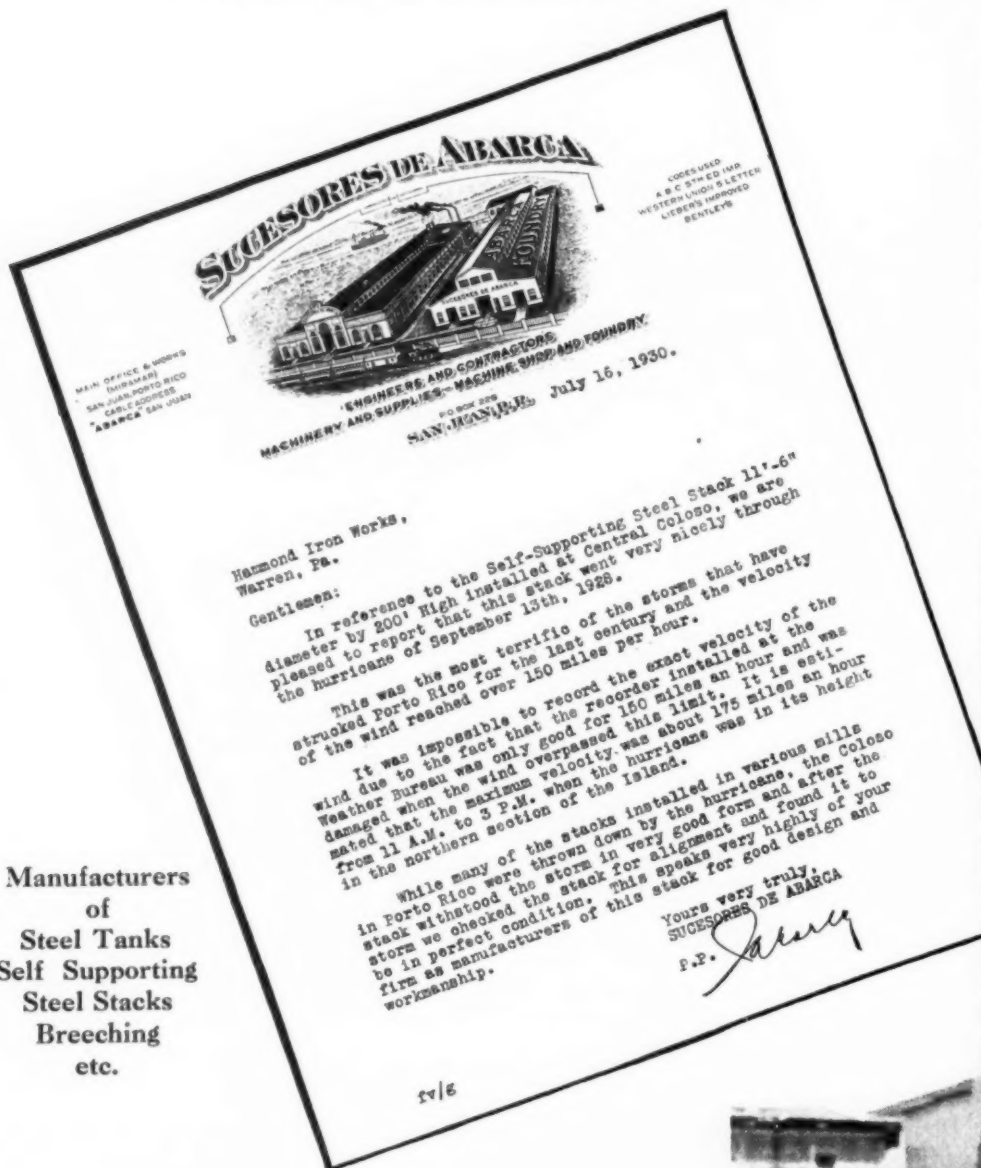 SUCESORES DE ABARCA
CODES USED
A.B.C. 5TH ED. IMP.
WESTERN UNION 5 LETTER
LIEBER'S IMPROVED
BENTLEY'S
ABARCA
FOUNDRY
SUCESORES DE ABARCA
MAIN OFFICE & WORKS
(MIRAMAR)
SAN JUAN, PORTO RICO
CABLE ADDRESS
"ABARCA" SAN JUAN
ENGINEERS AND CONTRACTORS
MACHINERY AND SUPPLIES - MACHINE SHOP AND FOUNDRY
P.O. BOX 229
SAN JUAN, P.R. July 16, 1930.
Hammond Iron Works,
Warren, Pa.
Gentlemen:
In reference to the Self-Supporting Steel Stack 11'-6"
diameter by 200' High installed at Central Coloso, we are
pleased to report that this stack went very nicely through
the hurricane of September 13th, 1928.
This was the most terrific of the storms that have
strucked Porto Rico for the last century and the velocity
of the wind reached over 150 miles per hour.
It was impossible to record the exact velocity of the
wind due to the fact that the recorder installed at the
Weather Bureau was only good for 150 miles an hour and was
damaged when the wind overpassed this limit. It is esti-
mated that the maximum velocity was about 175 miles an hour
from 11 A.M. to 3 P.M. when the hurricane was in its height
in the northern section of the Island.
While many of the stacks installed in various mills
in Porto Rico were thrown down by the hurricane, the Coloso
stack withstood the storm in very good form and after the
storm we checked the stack for alignment and found it to
be in perfect condition. This speaks very highly of your
firm as manufacturers of this stack for good design and
workmanship.
Yours very truly,
SUCESORES DE ABARCA
P.P.
fv/g
Manufacturers
of
Steel Tanks
Self Supporting
Steel Stacks
Breeching
etc.